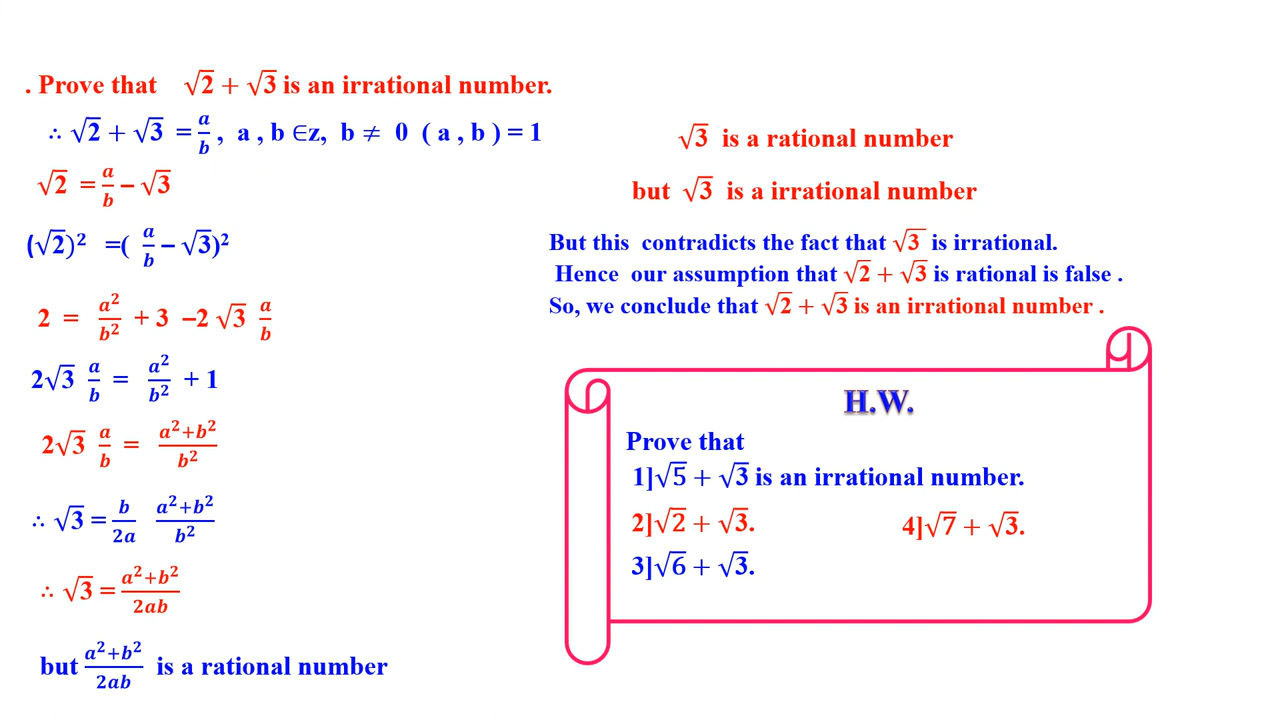 . Prove that √2 + √3 is an irrational number.
∴ √2 + √3 = a/b , a , b ∈z, b ≠ 0 ( a , b ) = 1
√2 = a/b – √3
(√2)² =( a/b – √3)²
2 = a²/b² + 3 –2 √3 a/b
2√3 a/b = a²/b² + 1
2√3 a/b = a²+b²/b²
∴ √3 = b/2a a²+b²/b²
∴ √3 = a²+b²/2ab
but a²+b²/2ab is a rational number
√3 is a rational number
but √3 is a irrational number
But this contradicts the fact that √3 is irrational.
Hence our assumption that √2 + √3 is rational is false .
So, we conclude that √2 + √3 is an irrational number .
H.W.
Prove that
1]√5 + √3 is an irrational number.
2]√2 + √3. 4]√7 + √3.
3]√6 + √3.